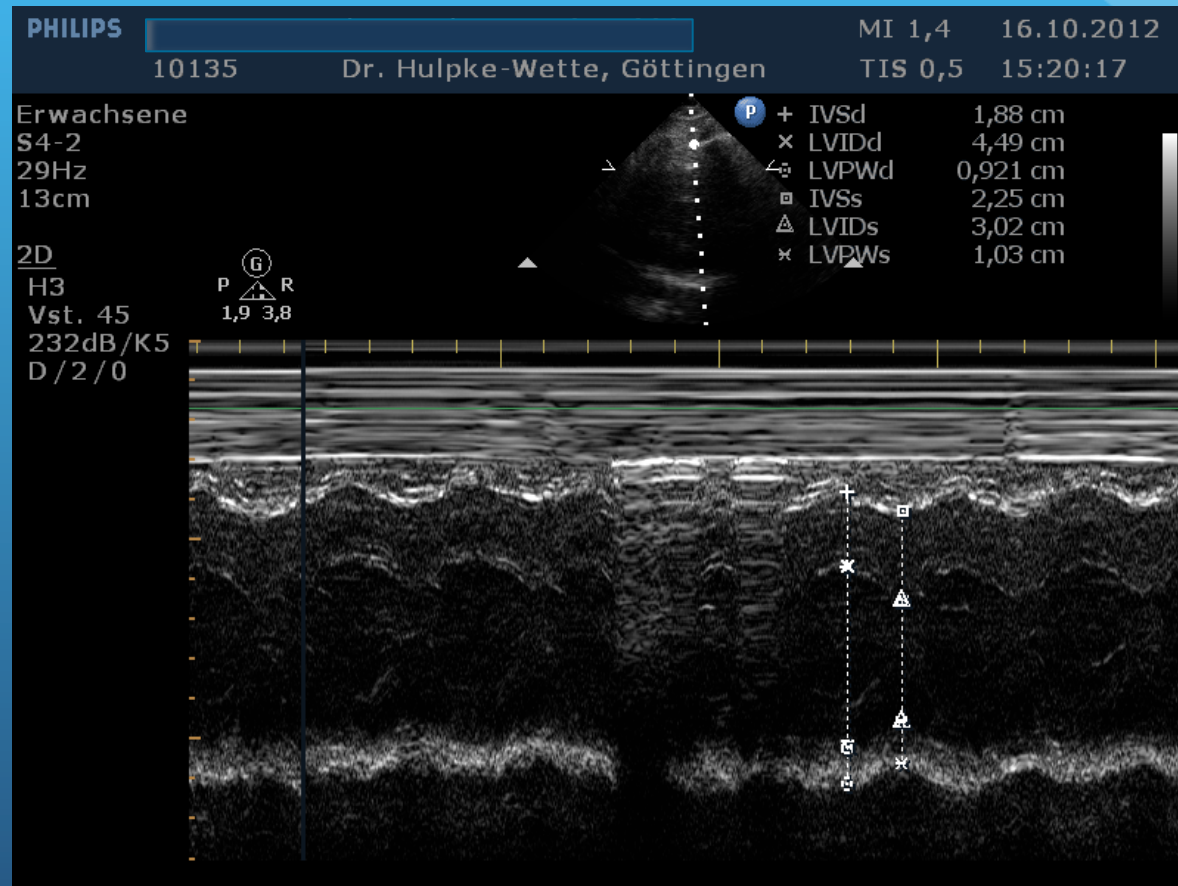 PHILIPS MI 1,4 16.10.2012
10135 Dr. Hulpke-Wette, Göttingen TIS 0,5 15:20:17
Erwachsene
S4-2
29Hz
13cm
2D
H3
Vst. 45
232dB/K5
D/2/0
G
P R
1,9 3,8
P
+ IVSd 1,88 cm
× LVIDd 4,49 cm
LVPWd 0,921 cm
IVSs 2,25 cm
LVIDs 3,02 cm
LVPWs 1,03 cm